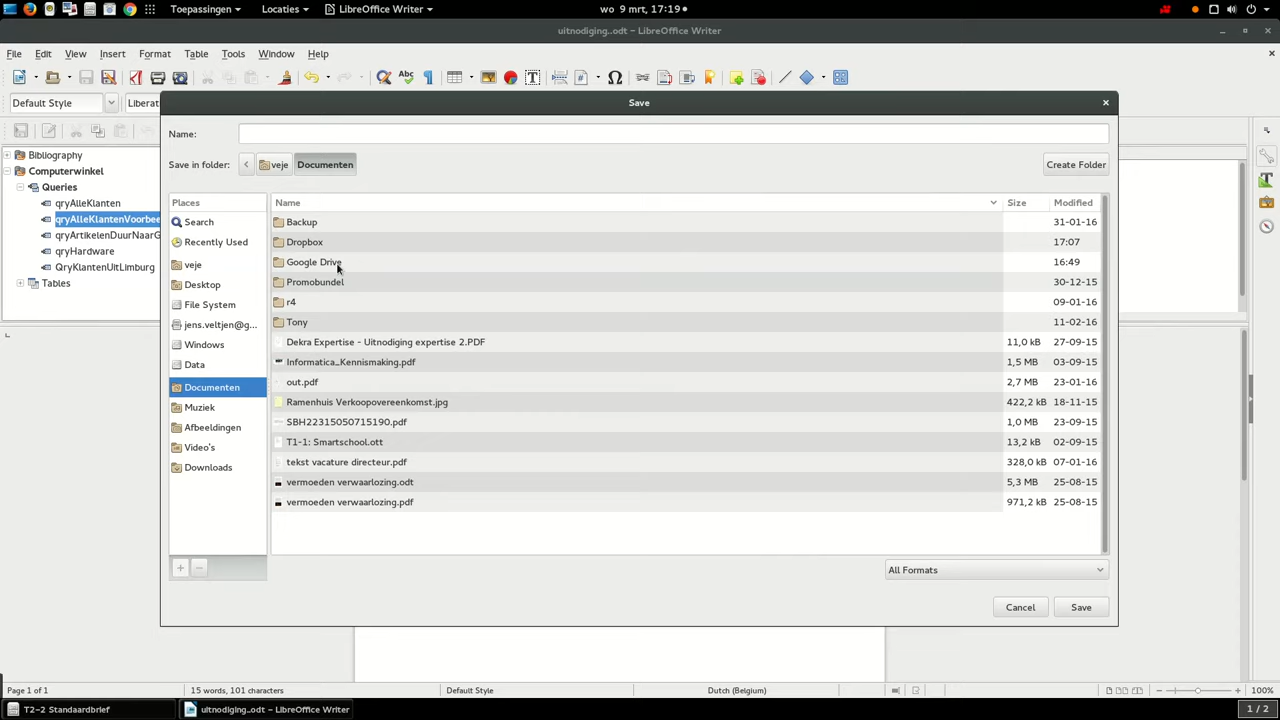 Toepassingen Locaties LibreOffice Writer wo 9 mrt, 17:19
uitnodiging..odt – LibreOffice Writer
File Edit View Insert Format Table Tools Window Help
Default Style Liberat
Save
Name:
Save in folder: veje Documenten Create Folder
Bibliography
Computerwinkel
Queries
qryAlleKlanten
qryAlleKlantenVoorbee
qryArtikelenDuurNaarG
qryHardware
QryKlantenUitLimburg
Tables
Places
Search
Recently Used
veje
Desktop
File System
jens.veltjen@g...
Windows
Data
Documenten
Muziek
Afbeeldingen
Video's
Downloads
Name Size Modified
Backup 31-01-16
Dropbox 17:07
Google Drive 16:49
Promobundel 30-12-15
r4 09-01-16
Tony 11-02-16
Dekra Expertise - Uitnodiging expertise 2.PDF 11,0 kB 27-09-15
Informatica_Kennismaking.pdf 1,5 MB 03-09-15
out.pdf 2,7 MB 23-01-16
Ramenhuis Verkoopovereenkomst.jpg 422,2 kB 18-11-15
SBH22315050715190.pdf 1,0 MB 23-09-15
T1-1: Smartschool.ott 13,2 kB 02-09-15
tekst vacature directeur.pdf 328,0 kB 07-01-16
vermoeden verwaarlozing.odt 5,3 MB 25-08-15
vermoeden verwaarlozing.pdf 971,2 kB 25-08-15
All Formats
Cancel Save
Page 1 of 1 15 words, 101 characters Default Style Dutch (Belgium) 100%
T2-2 Standaardbrief uitnodiging..odt – LibreOffice Writer 1 / 2